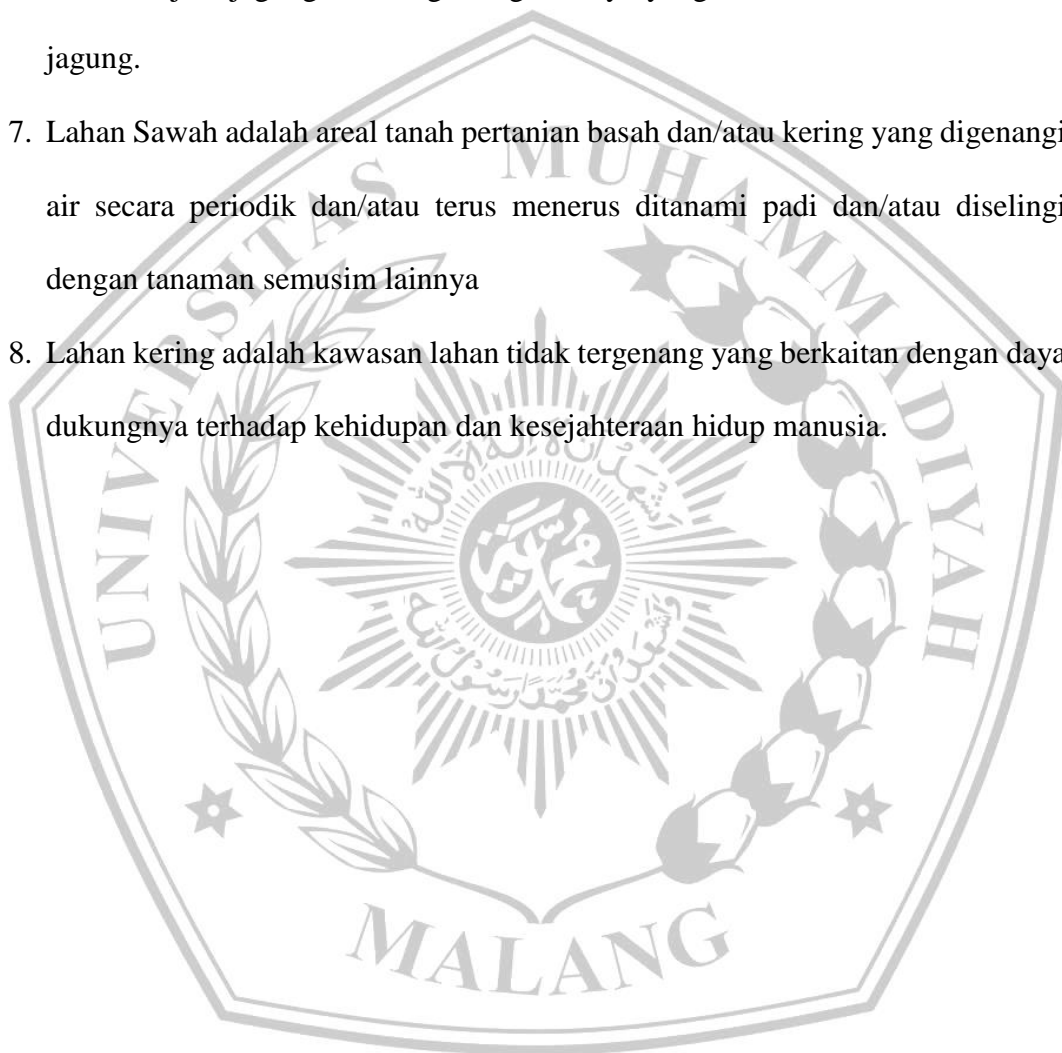 jagung.
7. Lahan Sawah adalah areal tanah pertanian basah dan/atau kering yang digenangi
air secara periodik dan/atau terus menerus ditanami padi dan/atau diselingi
dengan tanaman semusim lainnya
8. Lahan kering adalah kawasan lahan tidak tergenang yang berkaitan dengan daya
dukungnya terhadap kehidupan dan kesejahteraan hidup manusia.
UNIVERSITAS MUHAMMADIYAH
MALANG